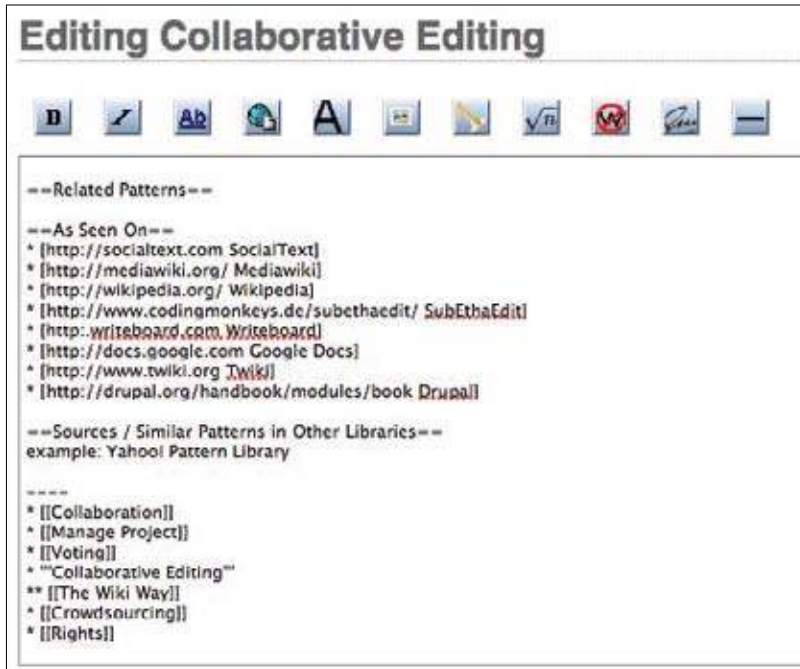 Editing Collaborative Editing
B I Ab A √n W
==Related Patterns==
==As Seen On==
* [http://socialtext.com SocialText]
* [http://mediawiki.org/ Mediawiki]
* [http://wikipedia.org/ Wikipedia]
* [http://www.codingmonkeys.de/subethaedit/ SubEthaEdit]
* [http:.writeboard.com Writeboard]
* [http://docs.google.com Google Docs]
* [http://www.twiki.org Twiki]
* [http://drupal.org/handbook/modules/book Drupal]
==Sources / Similar Patterns in Other Libraries==
example: Yahoo! Pattern Library
----
* [[Collaboration]]
* [[Manage Project]]
* [[Voting]]
* '''Collaborative Editing'''
** [[The Wiki Way]]
* [[Crowdsourcing]]
* [[Rights]]